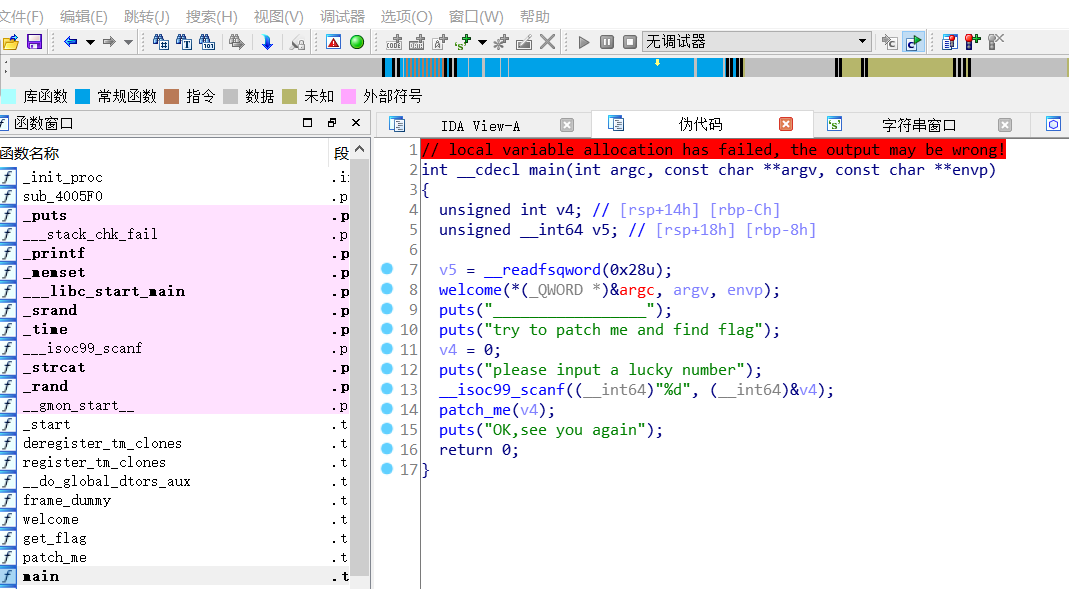 文件(F) 编辑(E) 跳转(J) 搜索(H) 视图(V) 调试器 选项(O) 窗口(W) 帮助
无调试器
库函数 常规函数 指令 数据 未知 外部符号
函数窗口
IDA View-A 伪代码 字符串窗口
函数名称 段
_init_proc .i
sub_4005F0 .p
_puts .p
___stack_chk_fail .p
_printf .p
_memset .p
___libc_start_main .p
_srand .p
_time .p
___isoc99_scanf .p
_strcat .p
_rand .p
__gmon_start__ .p
_start .t
deregister_tm_clones .t
register_tm_clones .t
__do_global_dtors_aux .t
frame_dummy .t
welcome .t
get_flag .t
patch_me .t
main .t
1 // local variable allocation has failed, the output may be wrong!
2 int __cdecl main(int argc, const char **argv, const char **envp)
3 {
4 unsigned int v4; // [rsp+14h] [rbp-Ch]
5 unsigned __int64 v5; // [rsp+18h] [rbp-8h]
6
7 v5 = __readfsqword(0x28u);
8 welcome(*(_QWORD *)&argc, argv, envp);
9 puts("_________________");
10 puts("try to patch me and find flag");
11 v4 = 0;
12 puts("please input a lucky number");
13 __isoc99_scanf((__int64)"%d", (__int64)&v4);
14 patch_me(v4);
15 puts("OK,see you again");
16 return 0;
17 }